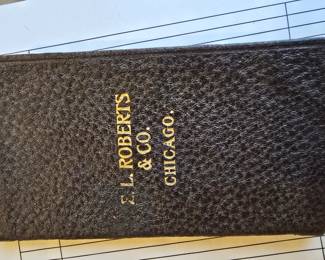 E. L. ROBERTS
& CO.
CHICAGO.